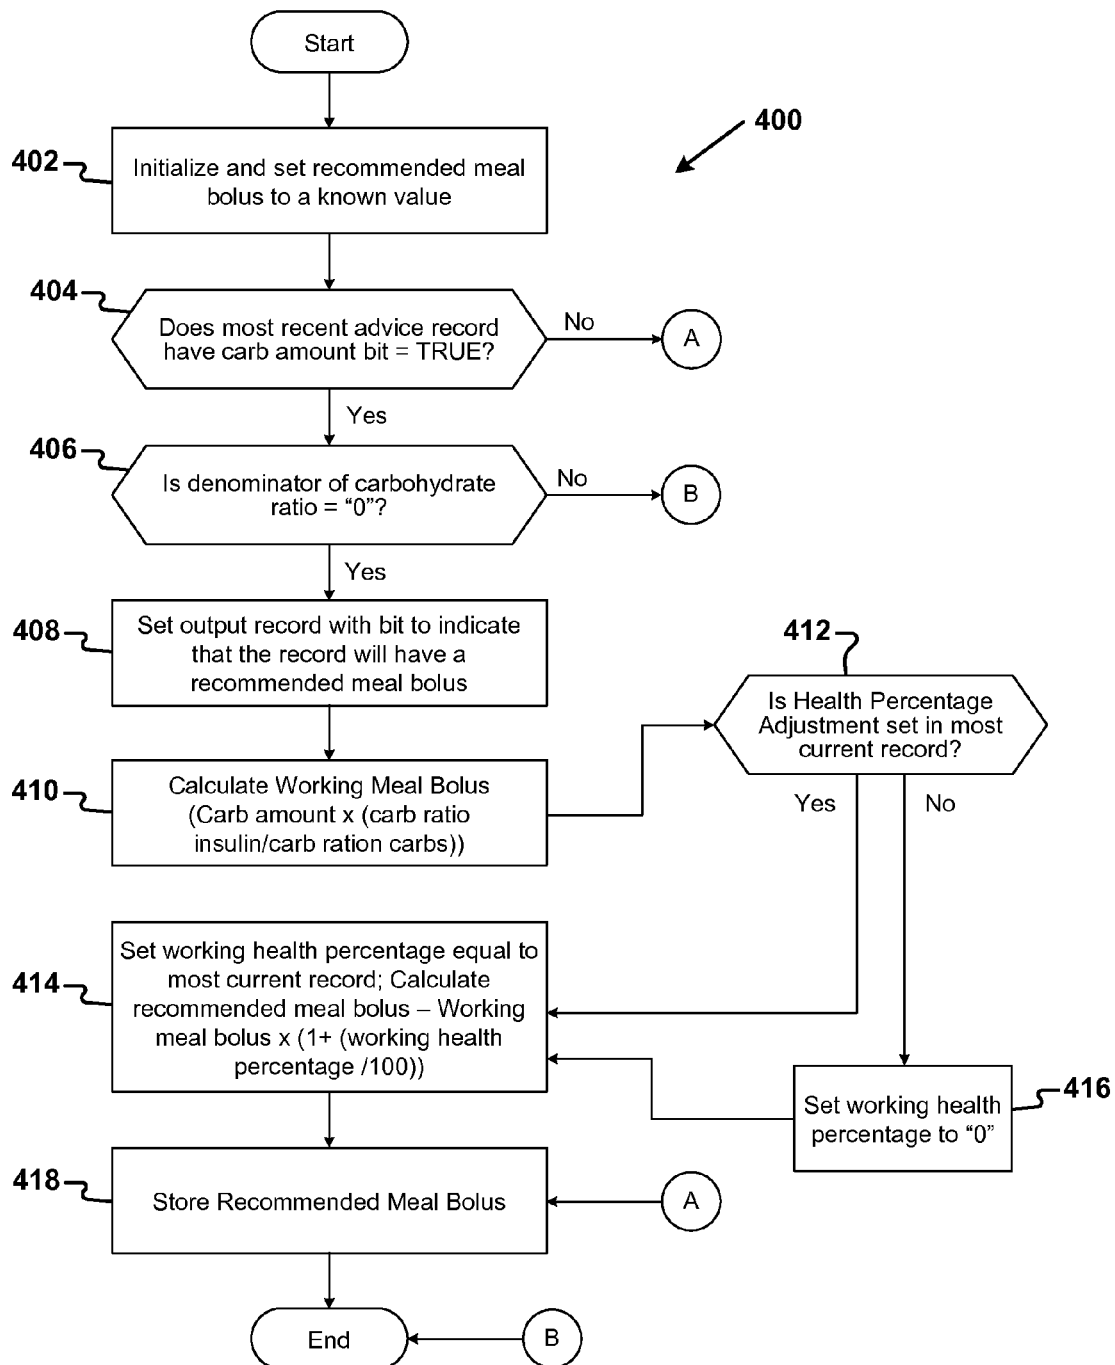 Start
400
402
Initialize and set recommended meal
bolus to a known value
404
Does most recent advice record
have carb amount bit = TRUE?
No
A
Yes
406
Is denominator of carbohydrate
ratio = “0”?
No
B
Yes
408
Set output record with bit to indicate
that the record will have a
recommended meal bolus
412
Is Health Percentage
Adjustment set in most
current record?
410
Calculate Working Meal Bolus
(Carb amount x (carb ratio
insulin/carb ration carbs))
Yes
No
414
Set working health percentage equal to
most current record; Calculate
recommended meal bolus – Working
meal bolus x (1+ (working health
percentage /100))
416
Set working health
percentage to “0”
418
Store Recommended Meal Bolus
A
End
B